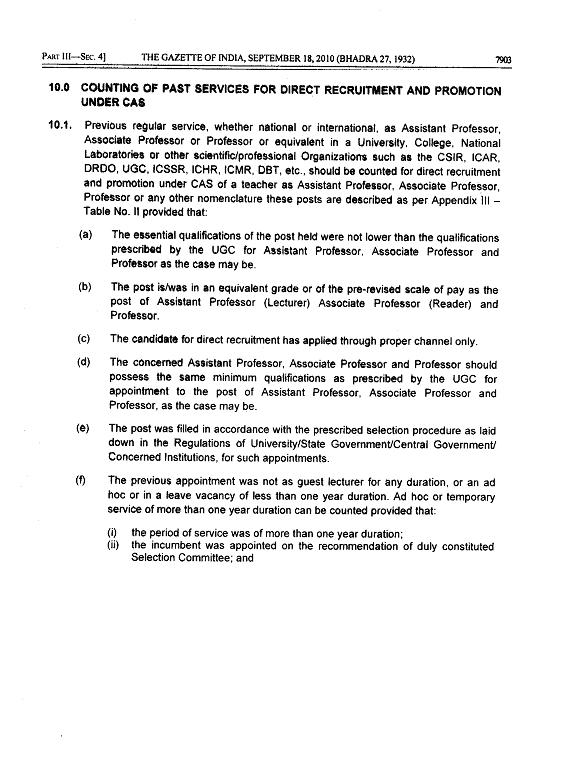 PART III—SEC. 4] THE GAZETTE OF INDIA, SEPTEMBER 18, 2010 (BHADRA 27, 1932) 7903
10.0 COUNTING OF PAST SERVICES FOR DIRECT RECRUITMENT AND PROMOTION
UNDER CAS
10.1. Previous regular service, whether national or international, as Assistant Professor,
Associate Professor or Professor or equivalent in a University, College, National
Laboratories or other scientific/professional Organizations such as the CSIR, ICAR,
DRDO, UGC, ICSSR, ICHR, ICMR, DBT, etc., should be counted for direct recruitment
and promotion under CAS of a teacher as Assistant Professor, Associate Professor,
Professor or any other nomenclature these posts are described as per Appendix III –
Table No. II provided that:
(a) The essential qualifications of the post held were not lower than the qualifications
prescribed by the UGC for Assistant Professor, Associate Professor and
Professor as the case may be.
(b) The post is/was in an equivalent grade or of the pre-revised scale of pay as the
post of Assistant Professor (Lecturer) Associate Professor (Reader) and
Professor.
(c) The candidate for direct recruitment has applied through proper channel only.
(d) The concerned Assistant Professor, Associate Professor and Professor should
possess the same minimum qualifications as prescribed by the UGC for
appointment to the post of Assistant Professor, Associate Professor and
Professor, as the case may be.
(e) The post was filled in accordance with the prescribed selection procedure as laid
down in the Regulations of University/State Government/Central Government/
Concerned Institutions, for such appointments.
(f) The previous appointment was not as guest lecturer for any duration, or an ad
hoc or in a leave vacancy of less than one year duration. Ad hoc or temporary
service of more than one year duration can be counted provided that:
(i) the period of service was of more than one year duration;
(ii) the incumbent was appointed on the recommendation of duly constituted
Selection Committee; and